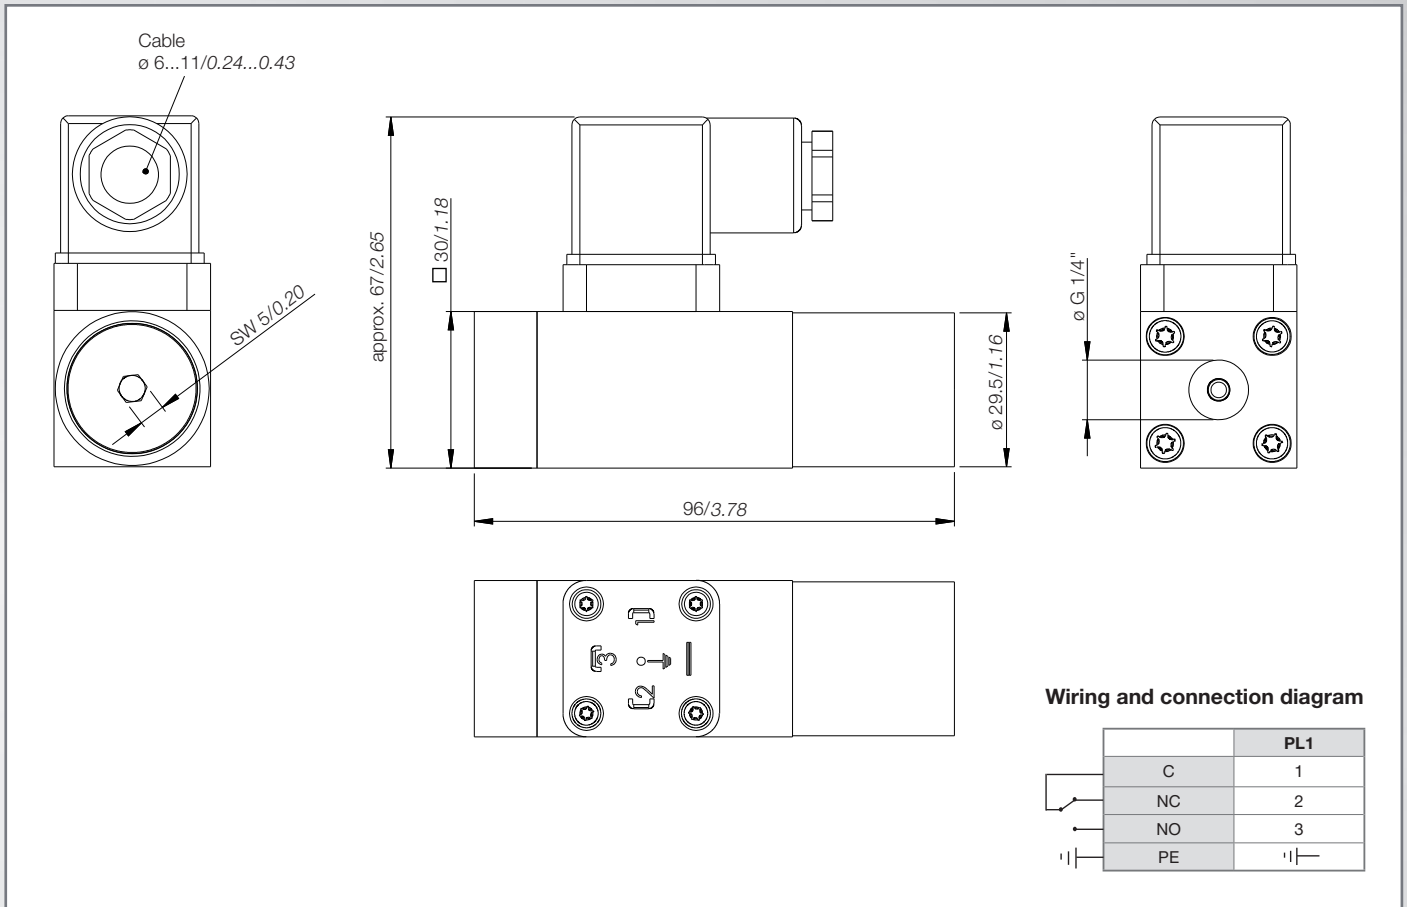 Cable
ø 6...11/0.24...0.43
SW 5/0.20
approx. 67/2.65
□ 30/1.18
ø 29.5/1.16
ø G 1/4"
96/3.78
1
3
2
Wiring and connection diagram
PL1
C 1
NC 2
NO 3
PE